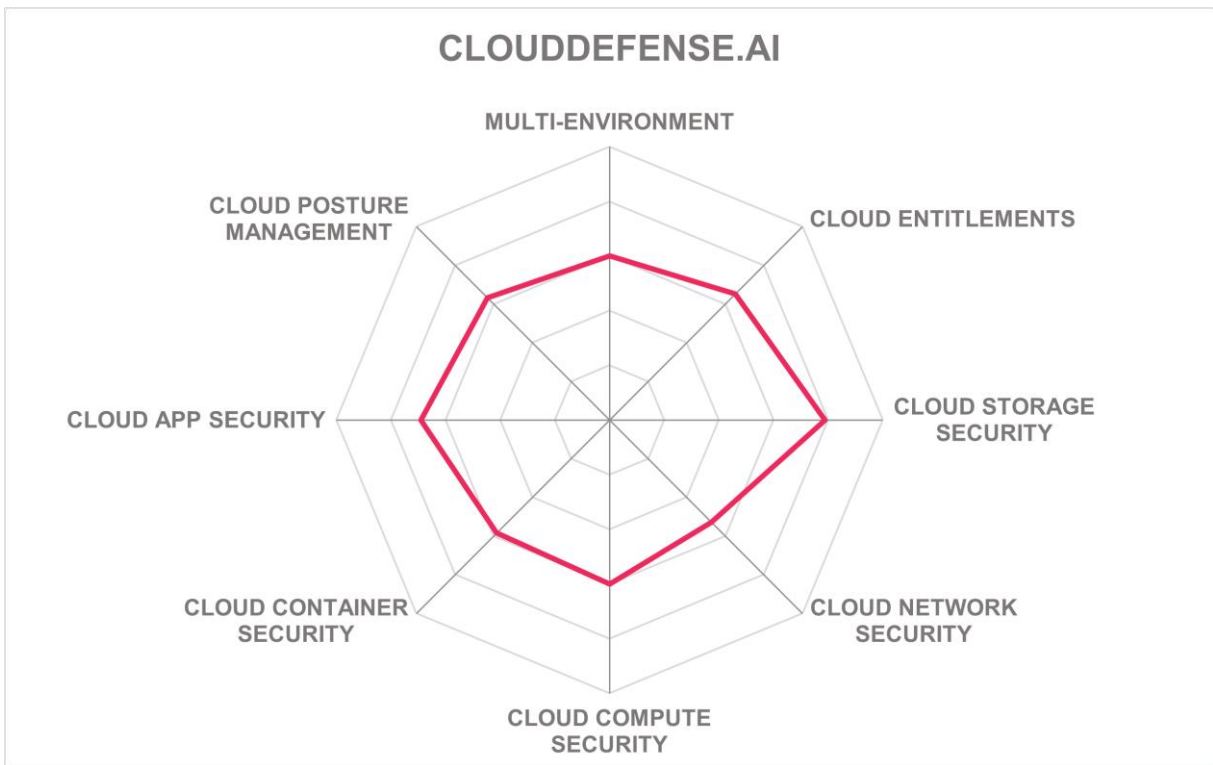 CLOUDDEFENSE.AI
MULTI-ENVIRONMENT
CLOUD POSTURE
MANAGEMENT
CLOUD ENTITLEMENTS
CLOUD APP SECURITY
CLOUD STORAGE
SECURITY
CLOUD CONTAINER
SECURITY
CLOUD NETWORK
SECURITY
CLOUD COMPUTE
SECURITY